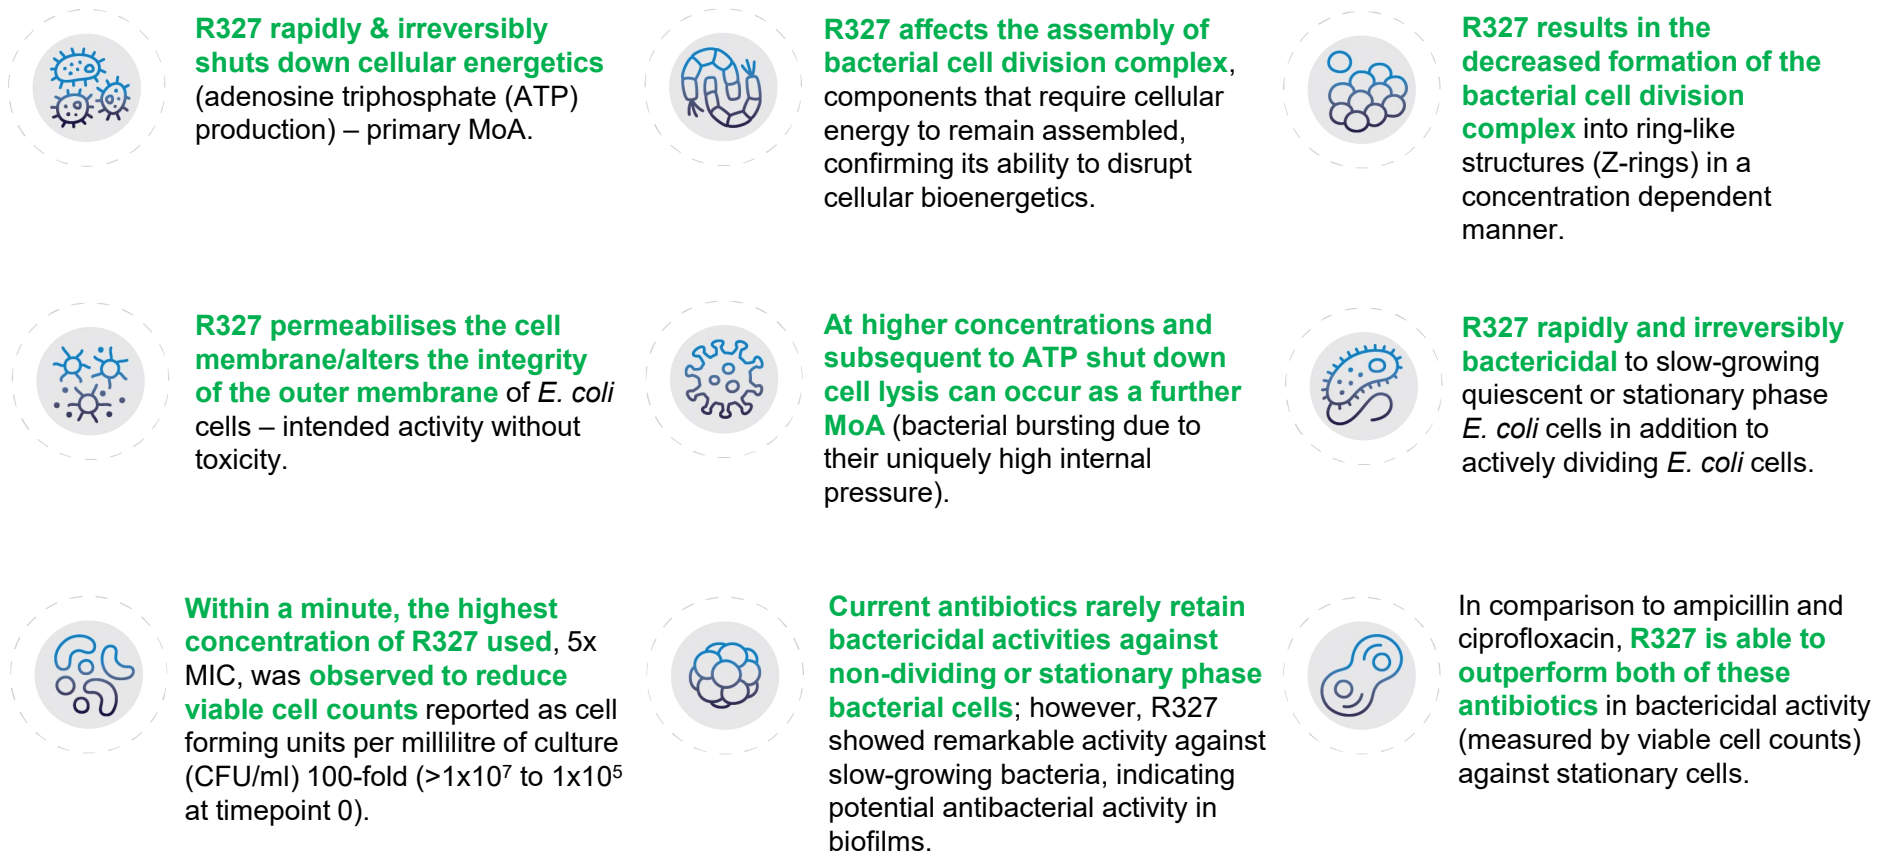 R327 rapidly & irreversibly
shuts down cellular energetics
(adenosine triphosphate (ATP)
production) – primary MoA.
R327 affects the assembly of
bacterial cell division complex,
components that require cellular
energy to remain assembled,
confirming its ability to disrupt
cellular bioenergetics.
R327 results in the
decreased formation of the
bacterial cell division
complex into ring-like
structures (Z-rings) in a
concentration dependent
manner.
R327 permeabilises the cell
membrane/alters the integrity
of the outer membrane of E. coli
cells – intended activity without
toxicity.
At higher concentrations and
subsequent to ATP shut down
cell lysis can occur as a further
MoA (bacterial bursting due to
their uniquely high internal
pressure).
R327 rapidly and irreversibly
bactericidal to slow-growing
quiescent or stationary phase
E. coli cells in addition to
actively dividing E. coli cells.
Within a minute, the highest
concentration of R327 used, 5x
MIC, was observed to reduce
viable cell counts reported as cell
forming units per millilitre of culture
(CFU/ml) 100-fold (>1x10⁷ to 1x10⁵
at timepoint 0).
Current antibiotics rarely retain
bactericidal activities against
non-dividing or stationary phase
bacterial cells; however, R327
showed remarkable activity against
slow-growing bacteria, indicating
potential antibacterial activity in
biofilms.
In comparison to ampicillin and
ciprofloxacin, R327 is able to
outperform both of these
antibiotics in bactericidal activity
(measured by viable cell counts)
against stationary cells.